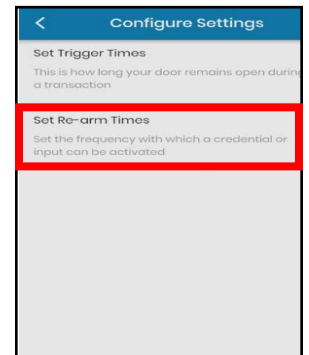 Configure Settings
Set Trigger Times
This is how long your door remains open during
a transaction
Set Re-arm Times
Set the frequency with which a credential or
input can be activated